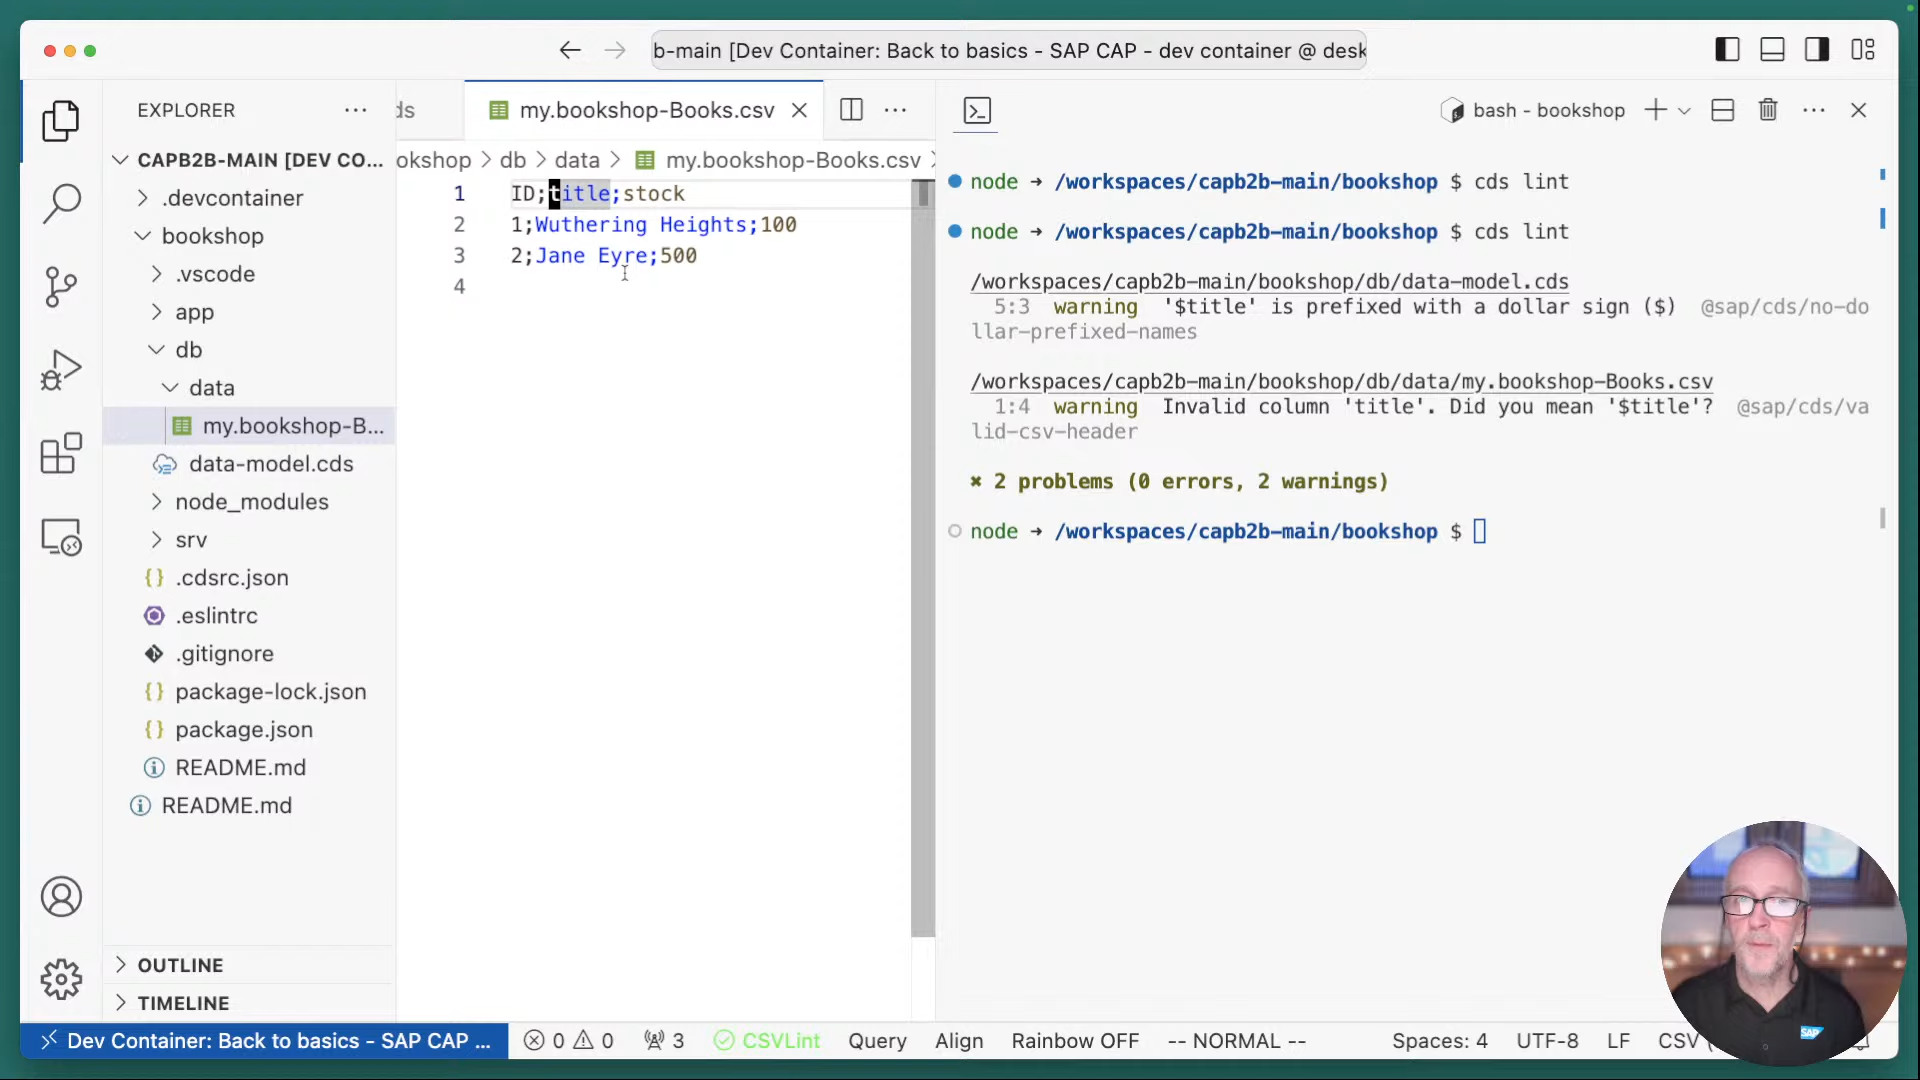 b-main [Dev Container: Back to basics - SAP CAP - dev container @ desk
EXPLORER
CAPB2B-MAIN [DEV CO...
.devcontainer
bookshop
.vscode
app
db
data
my.bookshop-B...
data-model.cds
node_modules
srv
.cdsrc.json
.eslintrc
.gitignore
package-lock.json
package.json
README.md
README.md
OUTLINE
TIMELINE
ds
my.bookshop-Books.csv
okshop > db > data > my.bookshop-Books.csv
1 ID;title;stock
2 1;Wuthering Heights;100
3 2;Jane Eyre;500
4
bash - bookshop
node → /workspaces/capb2b-main/bookshop $ cds lint
node → /workspaces/capb2b-main/bookshop $ cds lint
/workspaces/capb2b-main/bookshop/db/data-model.cds
5:3 warning '$title' is prefixed with a dollar sign ($) @sap/cds/no-do
llar-prefixed-names
/workspaces/capb2b-main/bookshop/db/data/my.bookshop-Books.csv
1:4 warning Invalid column 'title'. Did you mean '$title'? @sap/cds/va
lid-csv-header
✖ 2 problems (0 errors, 2 warnings)
node → /workspaces/capb2b-main/bookshop $
SAP
Dev Container: Back to basics - SAP CAP ... 0 0 3 CSVLint Query Align Rainbow OFF -- NORMAL -- Spaces: 4 UTF-8 LF CSV (